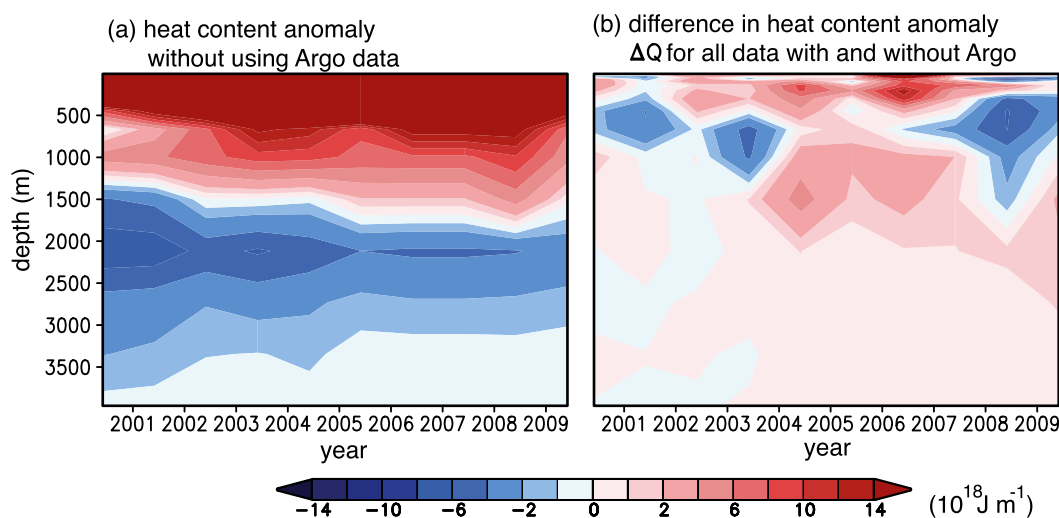 (a) heat content anomaly
without using Argo data
(b) difference in heat content anomaly
ΔQ for all data with and without Argo
depth (m)
500
1000
1500
2000
2500
3000
3500
2001 2002 2003 2004 2005 2006 2007 2008 2009
year
2001 2002 2003 2004 2005 2006 2007 2008 2009
year
−14 −10 −6 −2 0 2 6 10 14
(10¹⁸J m⁻¹)